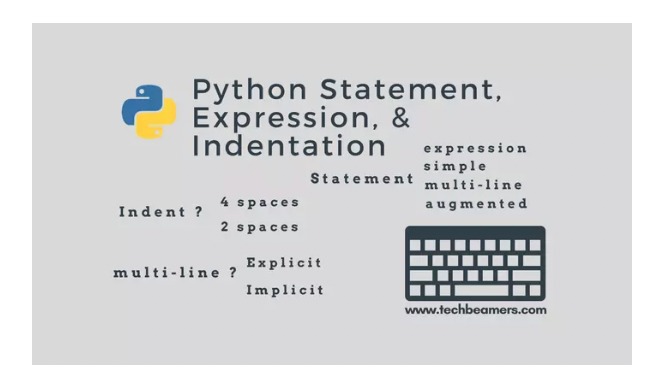 Python Statement,
Expression, &
Indentation
Statement
expression
simple
multi-line
augmented
Indent ?
4 spaces
2 spaces
multi-line ?
Explicit
Implicit
www.techbeamers.com